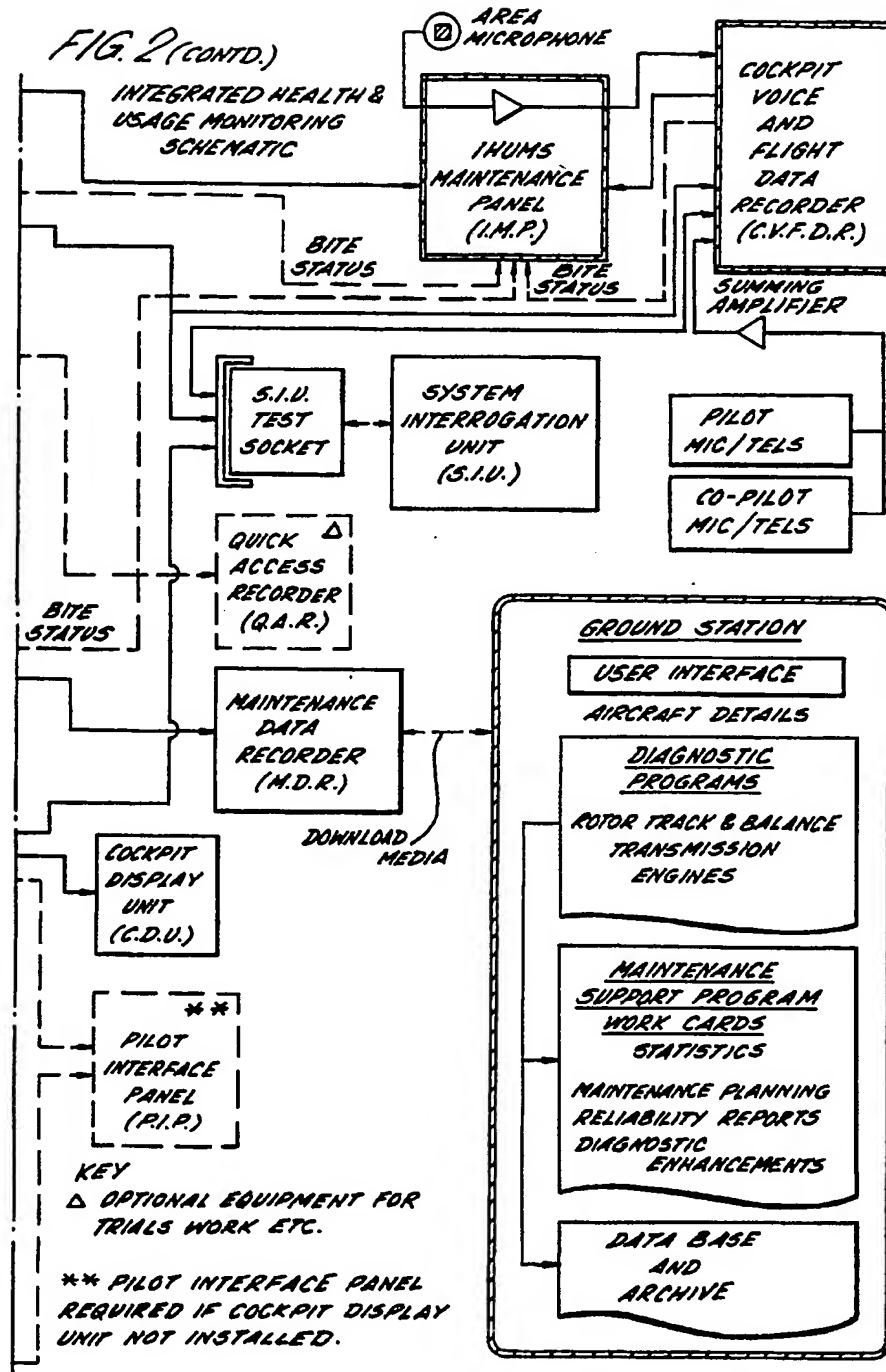 FIG. 2 (CONTD.)
INTEGRATED HEALTH &
USAGE MONITORING
SCHEMATIC
AREA
MICROPHONE
IHUMS
MAINTENANCE
PANEL
(I.M.P.)
COCKPIT
VOICE
AND
FLIGHT
DATA
RECORDER
(C.V.F.D.R.)
BITE
STATUS
BITE
STATUS
SUMMING
AMPLIFIER
S.I.U.
TEST
SOCKET
SYSTEM
INTERROGATION
UNIT
(S.I.U.)
PILOT
MIC/TELS
CO-PILOT
MIC/TELS
QUICK Δ
ACCESS
RECORDER
(Q.A.R.)
BITE
STATUS
MAINTENANCE
DATA
RECORDER
(M.D.R.)
DOWNLOAD
MEDIA
COCKPIT
DISPLAY
UNIT
(C.D.U.)
**
PILOT
INTERFACE
PANEL
(P.I.P.)
GROUND STATION
USER INTERFACE
AIRCRAFT DETAILS
DIAGNOSTIC
PROGRAMS
ROTOR TRACK & BALANCE
TRANSMISSION
ENGINES
MAINTENANCE
SUPPORT PROGRAM
WORK CARDS
STATISTICS
MAINTENANCE PLANNING
RELIABILITY REPORTS
DIAGNOSTIC
ENHANCEMENTS
DATA BASE
AND
ARCHIVE
KEY
Δ OPTIONAL EQUIPMENT FOR
TRIALS WORK ETC.
** PILOT INTERFACE PANEL
REQUIRED IF COCKPIT DISPLAY
UNIT NOT INSTALLED.